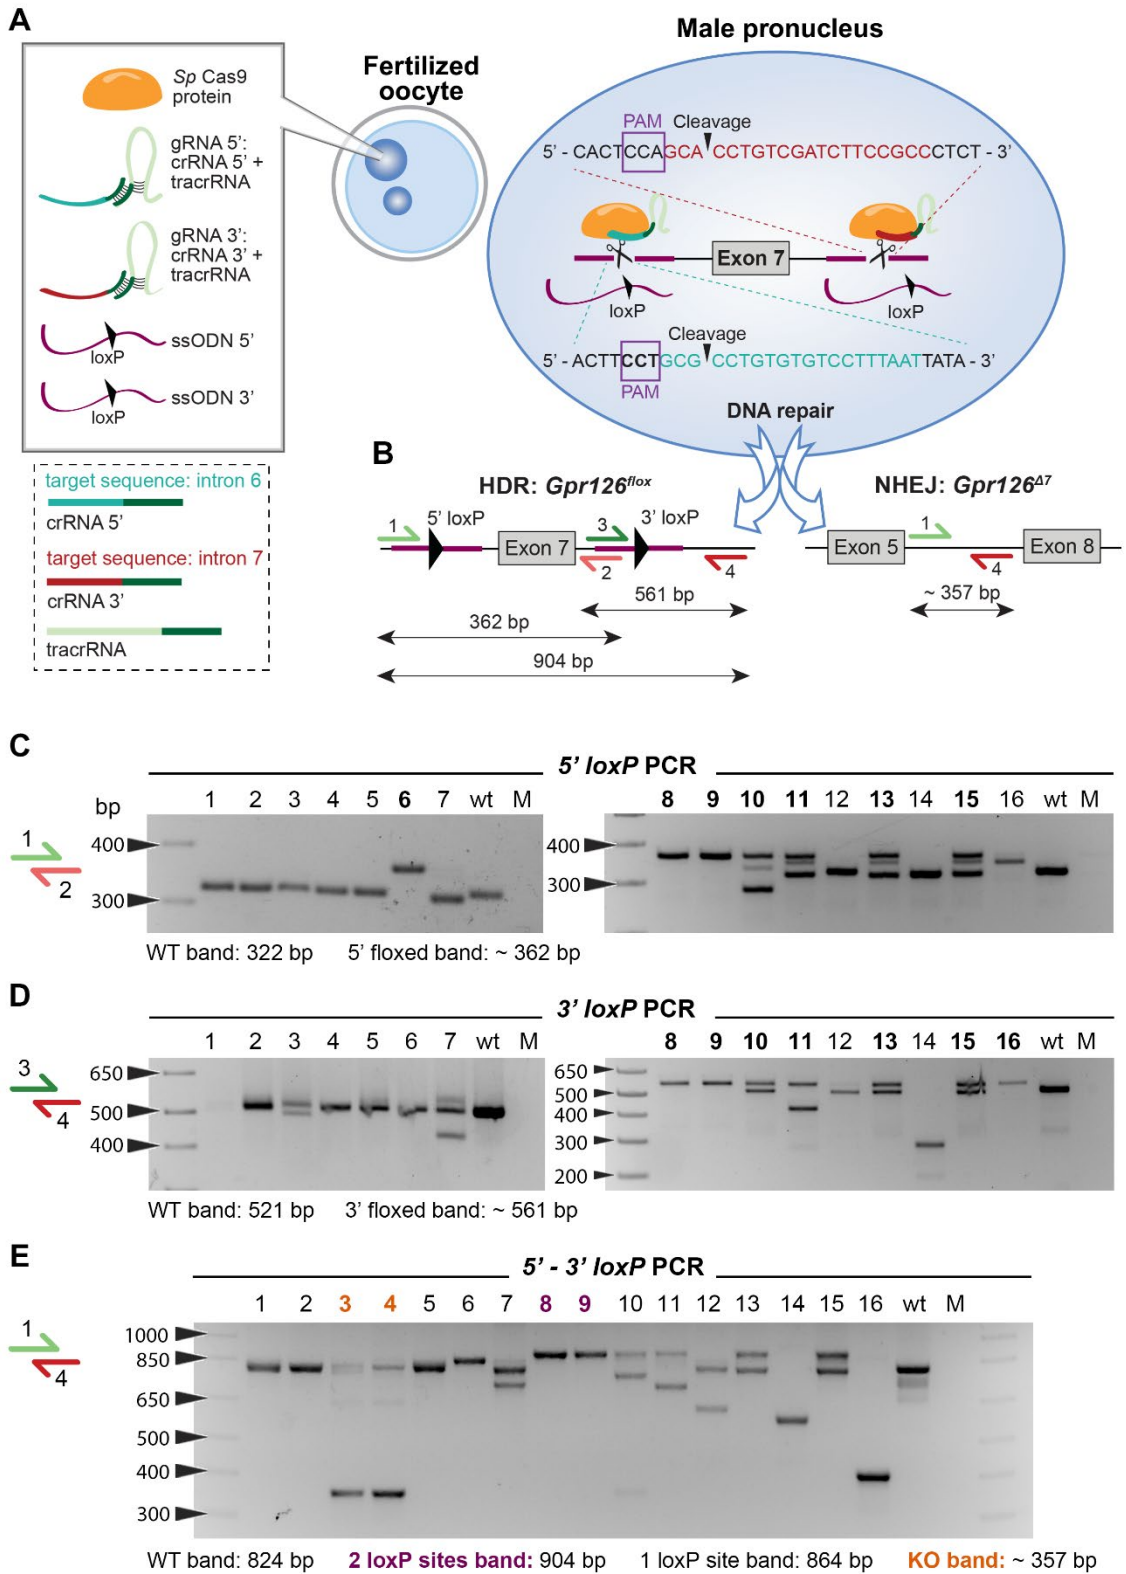 A
Male pronucleus
Sp Cas9
protein
Fertilized
oocyte
gRNA 5':
crRNA 5' +
tracrRNA
gRNA 3':
crRNA 3' +
tracrRNA
loxP
ssODN 5'
loxP
ssODN 3'
PAM
Cleavage
5' - CACTCCAGCA CCTGTCGATCTTCCGCCCTCT - 3'
Exon 7
loxP
loxP
Cleavage
5' - ACTTCCTGCG CCTGTGTGTCCTTTAATTATA - 3'
PAM
DNA repair
target sequence: intron 6
crRNA 5'
target sequence: intron 7
crRNA 3'
tracrRNA
B
HDR: Gpr126flox
NHEJ: Gpr126Δ7
1 5' loxP 3 3' loxP
Exon 7
2 4
561 bp
362 bp
904 bp
1
Exon 5 Exon 8
4
~ 357 bp
C
5' loxP PCR
bp 1 2 3 4 5 6 7 wt M
8 9 10 11 12 13 14 15 16 wt M
1
2
400
300
400
300
WT band: 322 bp 5' floxed band: ~ 362 bp
D
3' loxP PCR
1 2 3 4 5 6 7 wt M
8 9 10 11 12 13 14 15 16 wt M
3
4
650
500
400
650
500
400
300
200
WT band: 521 bp 3' floxed band: ~ 561 bp
E
5' - 3' loxP PCR
1 2 3 4 5 6 7 8 9 10 11 12 13 14 15 16 wt M
1
4
1000
850
650
500
400
300
WT band: 824 bp 2 loxP sites band: 904 bp 1 loxP site band: 864 bp KO band: ~ 357 bp